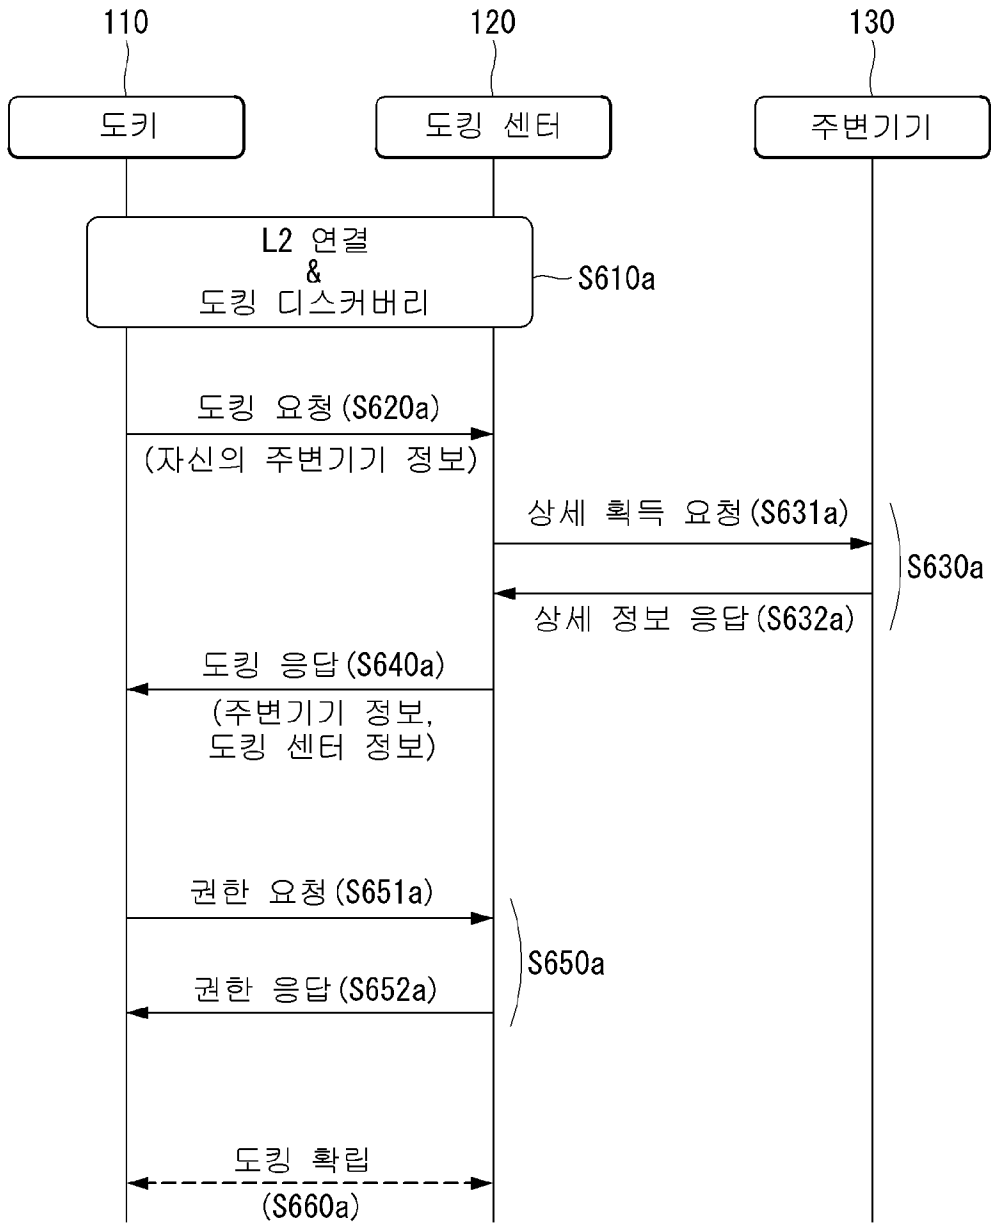 110
120
130
도키
도킹 센터
주변기기
L2 연결
&
도킹 디스커버리
S610a
도킹 요청(S620a)
(자신의 주변기기 정보)
상세 획득 요청(S631a)
S630a
상세 정보 응답(S632a)
도킹 응답(S640a)
(주변기기 정보,
도킹 센터 정보)
권한 요청(S651a)
S650a
권한 응답(S652a)
도킹 확립
(S660a)